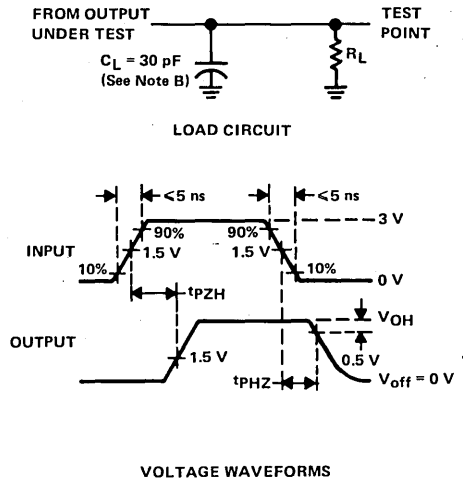 FROM OUTPUT
UNDER TEST
TEST
POINT
C_L = 30 pF
(See Note B)
R_L
LOAD CIRCUIT
<5 ns
<5 ns
3 V
90%
90%
INPUT
1.5 V
1.5 V
10%
10%
0 V
t_PZH
V_OH
OUTPUT
1.5 V
0.5 V
t_PHZ
V_off = 0 V
VOLTAGE WAVEFORMS